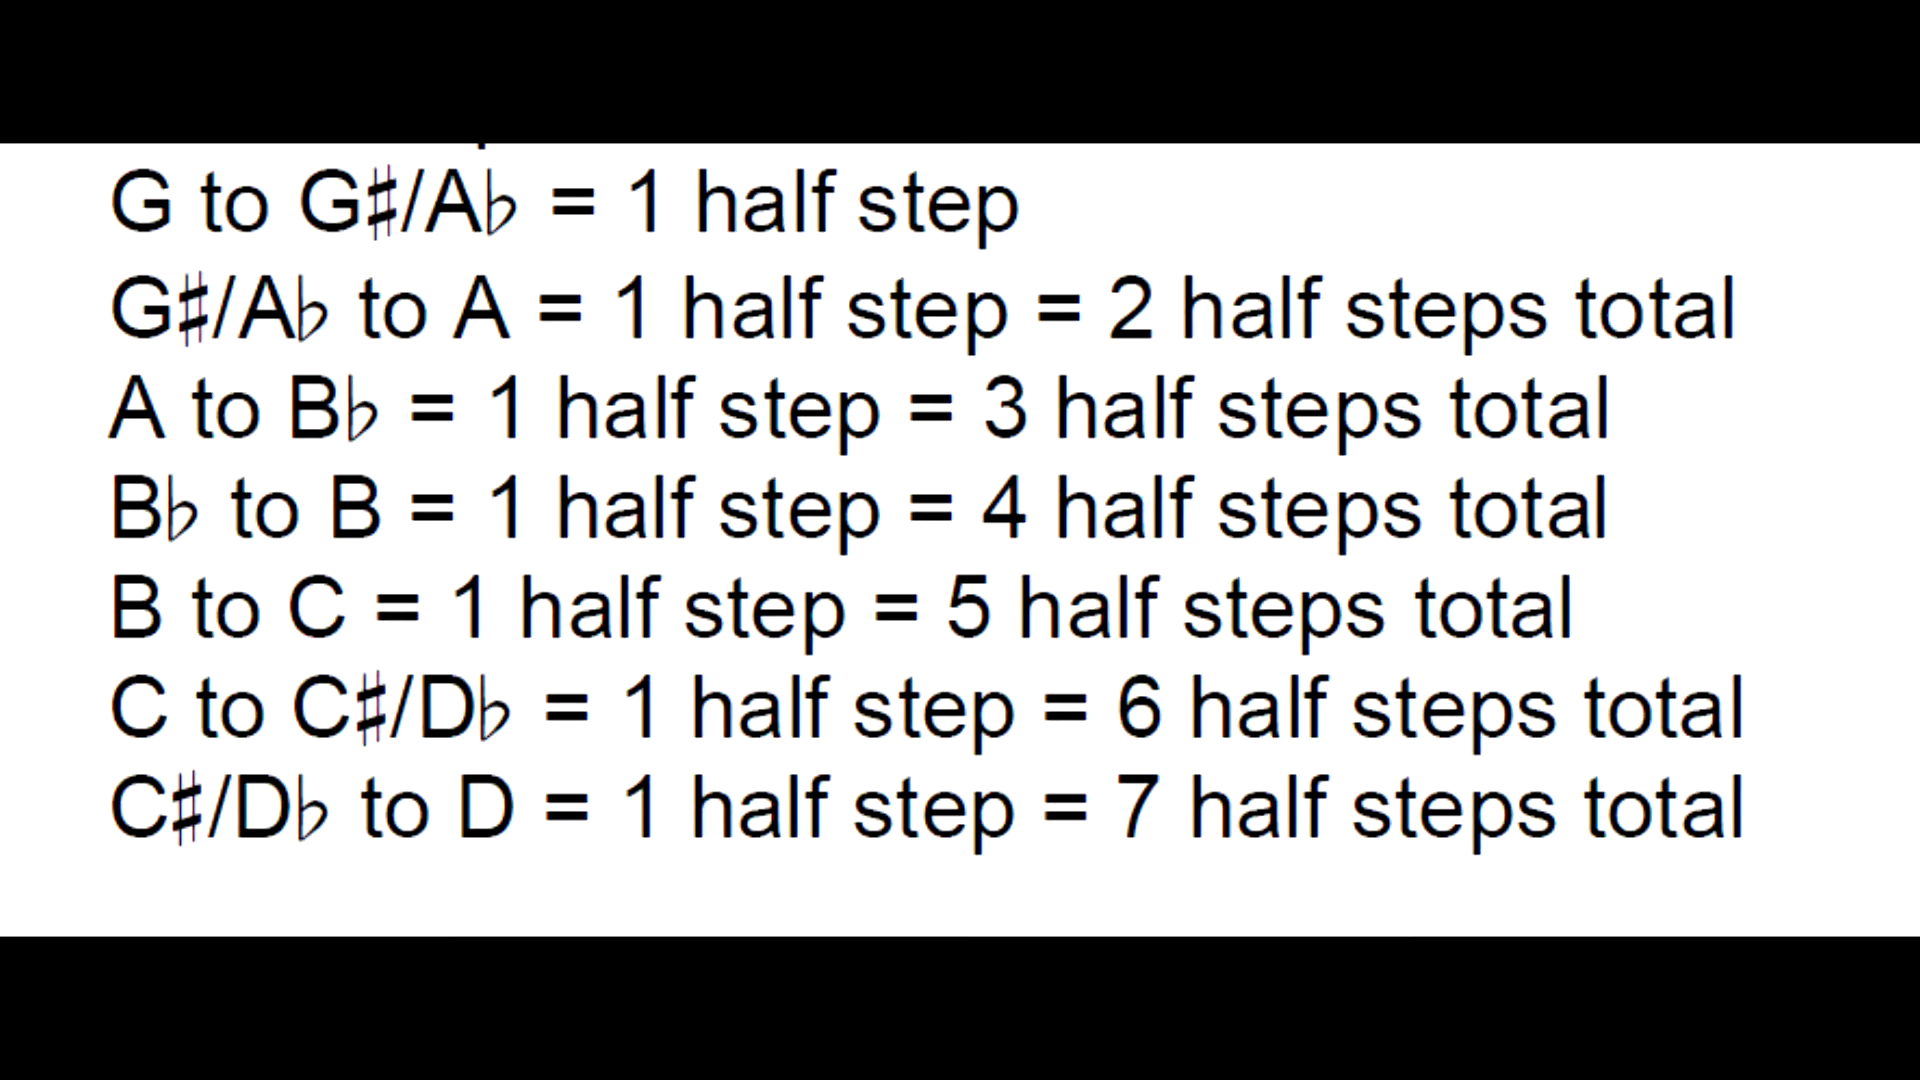 G to G♯/A♭ = 1 half step
G♯/A♭ to A = 1 half step = 2 half steps total
A to B♭ = 1 half step = 3 half steps total
B♭ to B = 1 half step = 4 half steps total
B to C = 1 half step = 5 half steps total
C to C♯/D♭ = 1 half step = 6 half steps total
C♯/D♭ to D = 1 half step = 7 half steps total